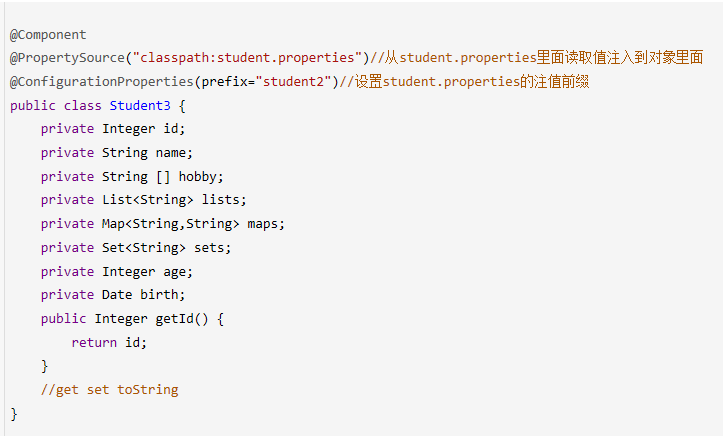 @Component
@PropertySource("classpath:student.properties")//从student.properties里面读取值注入到对象里面
@ConfigurationProperties(prefix="student2")//设置student.properties的注值前缀
public class Student3 {
    private Integer id;
    private String name;
    private String [] hobby;
    private List<String> lists;
    private Map<String,String> maps;
    private Set<String> sets;
    private Integer age;
    private Date birth;
    public Integer getId() {
        return id;
    }
    //get set toString
}